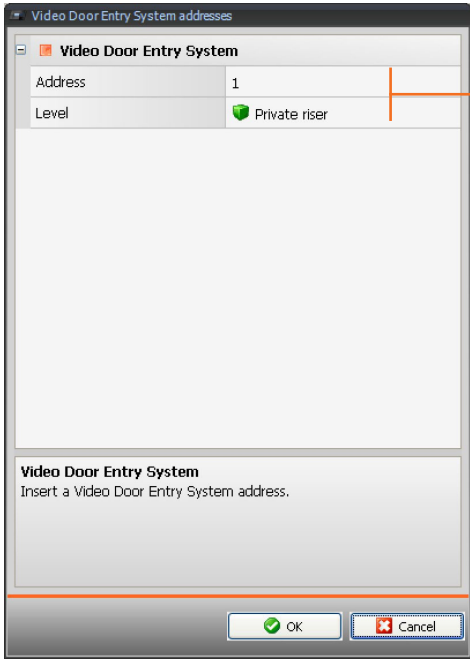 Video Door Entry System addresses
Video Door Entry System
Address 1
Level Private riser
Video Door Entry System
Insert a Video Door Entry System address.
OK Cancel